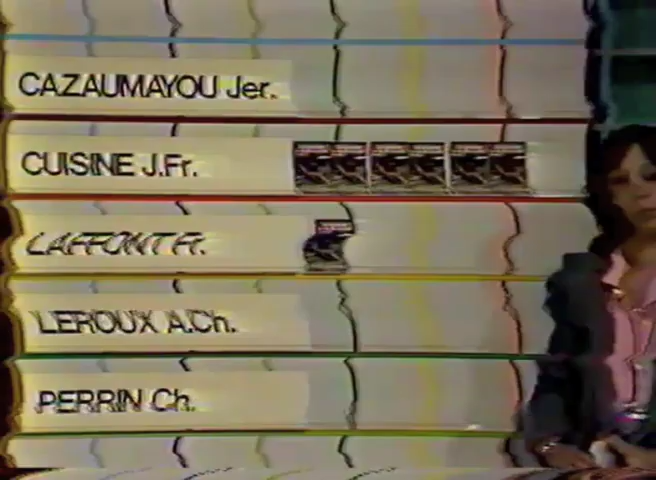 CAZAUMAYOU Jer.
CUISINE J.Fr.
LAFFONT Fr.
LEROUX A.Ch.
PERRIN Ch.